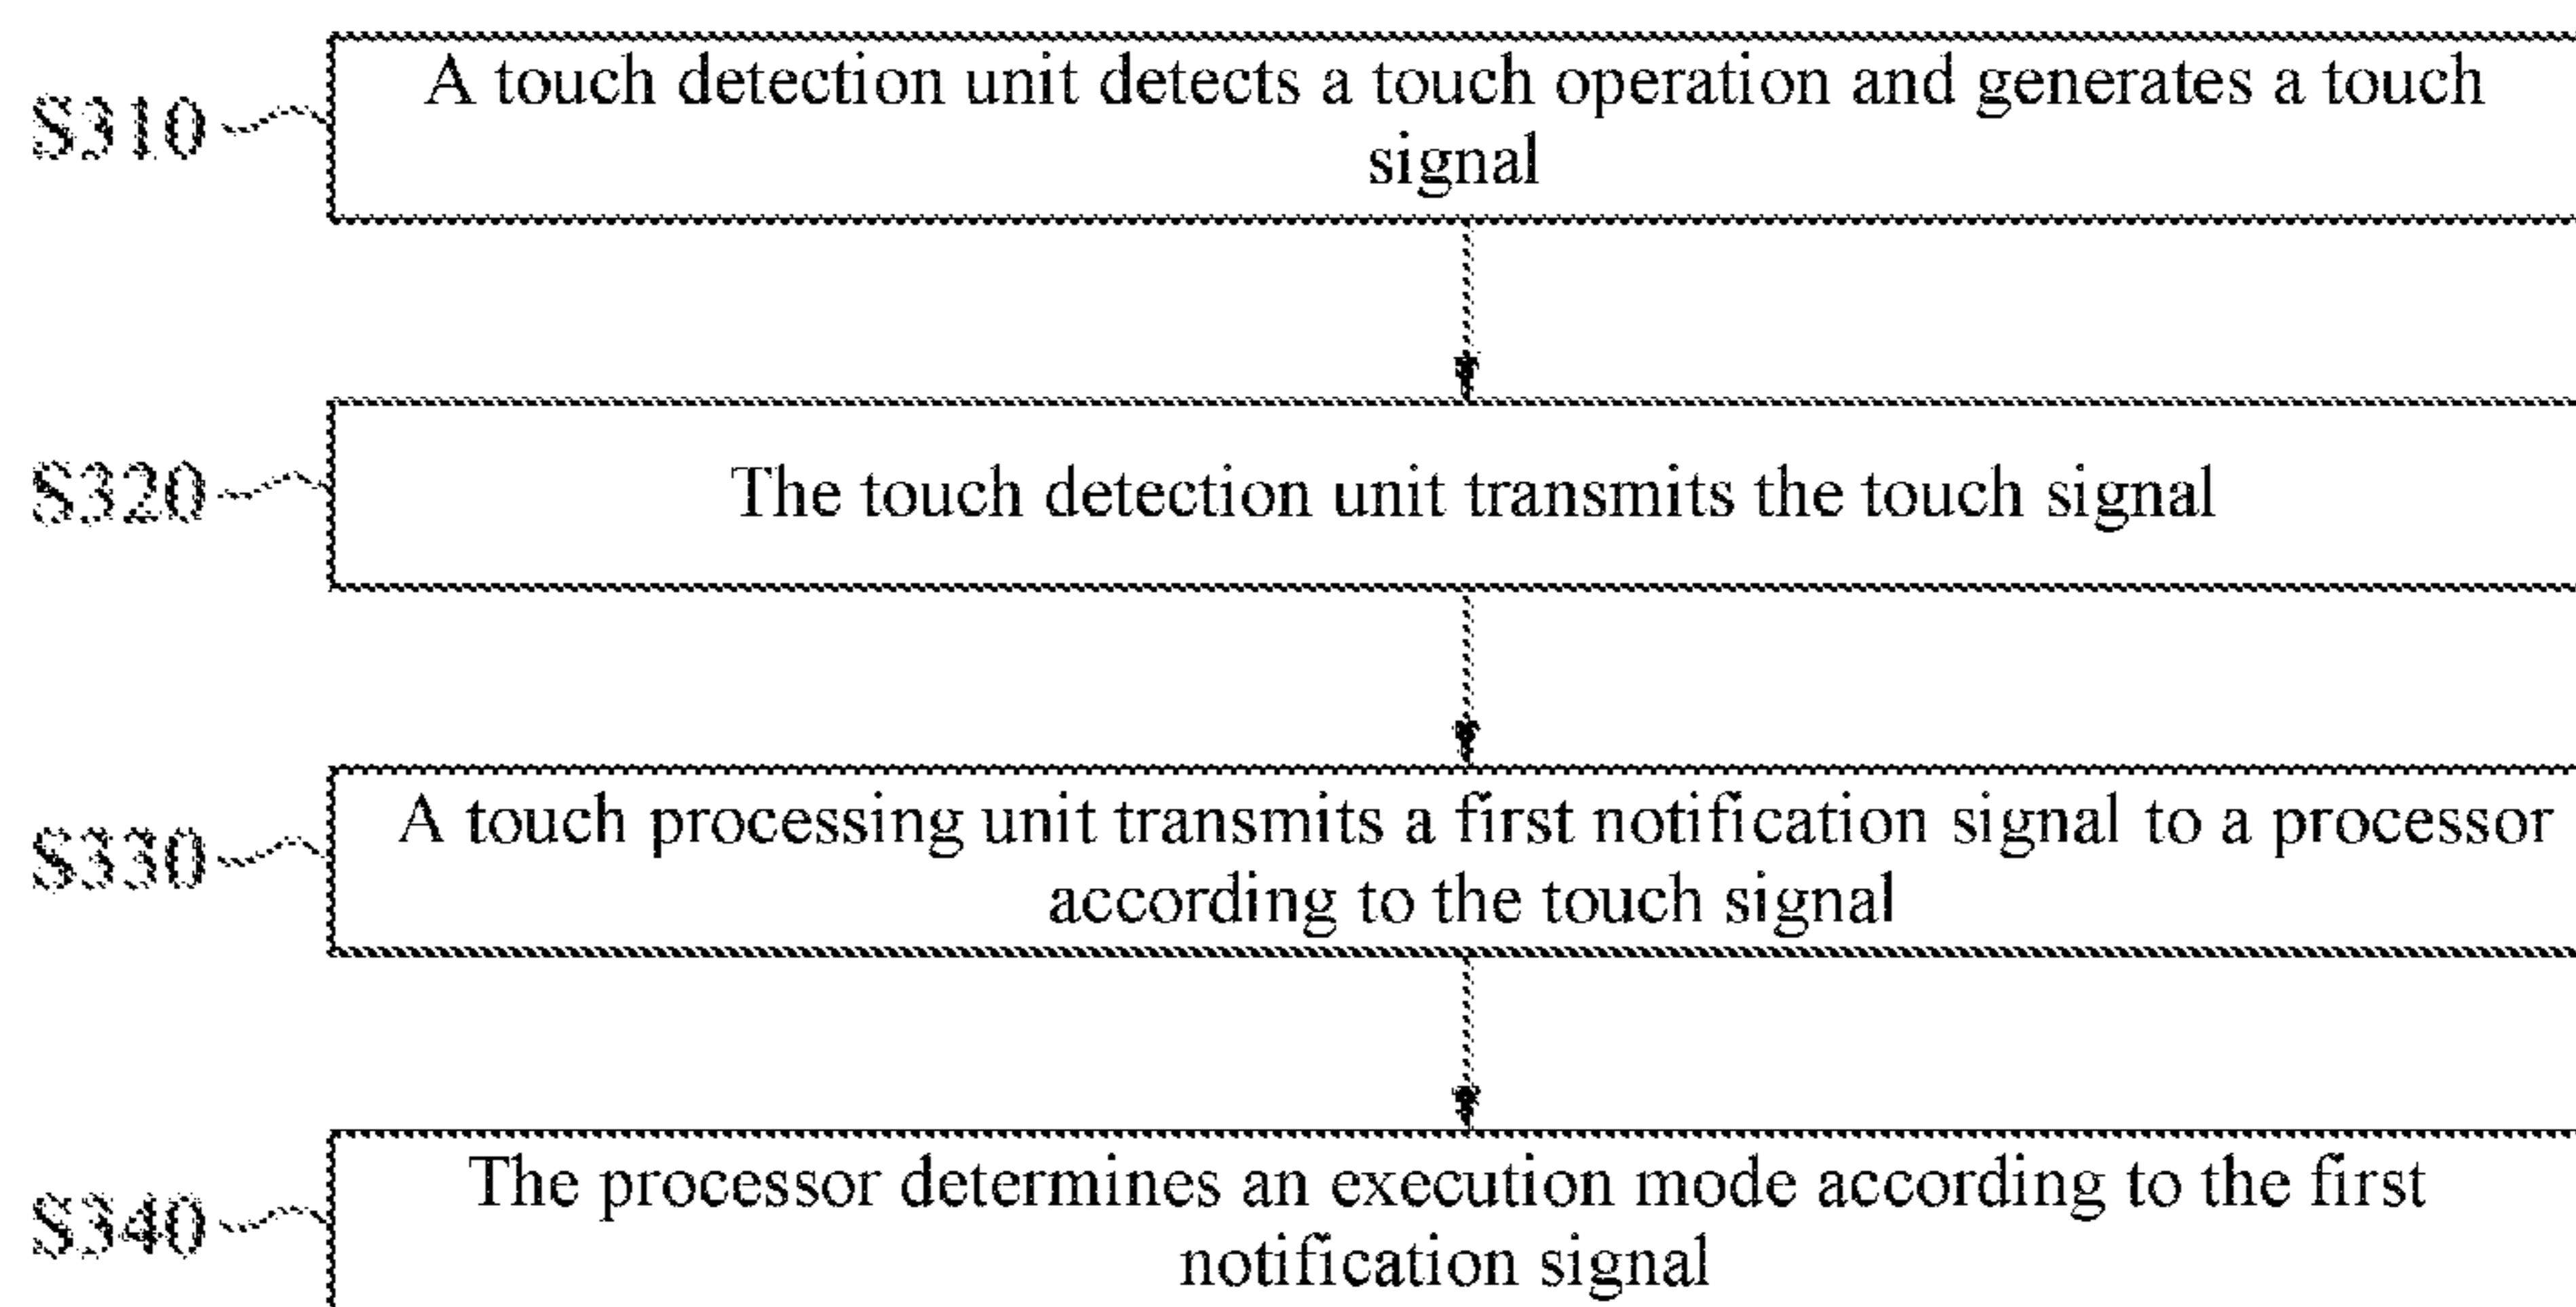 S310
A touch detection unit detects a touch operation and generates a touch
signal
S320
The touch detection unit transmits the touch signal
S330
A touch processing unit transmits a first notification signal to a processor
according to the touch signal
S340
The processor determines an execution mode according to the first
notification signal